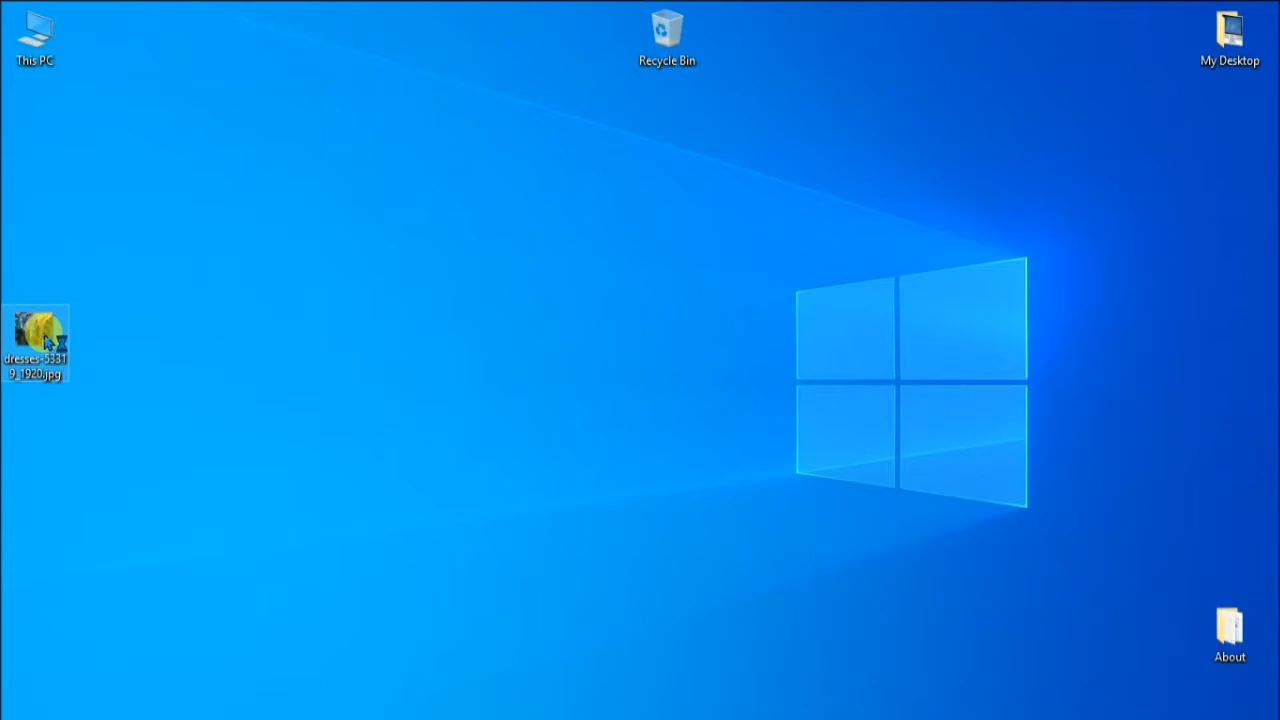 This PC
Recycle Bin
My Desktop
dresses-5331
9_1920.jpg
About